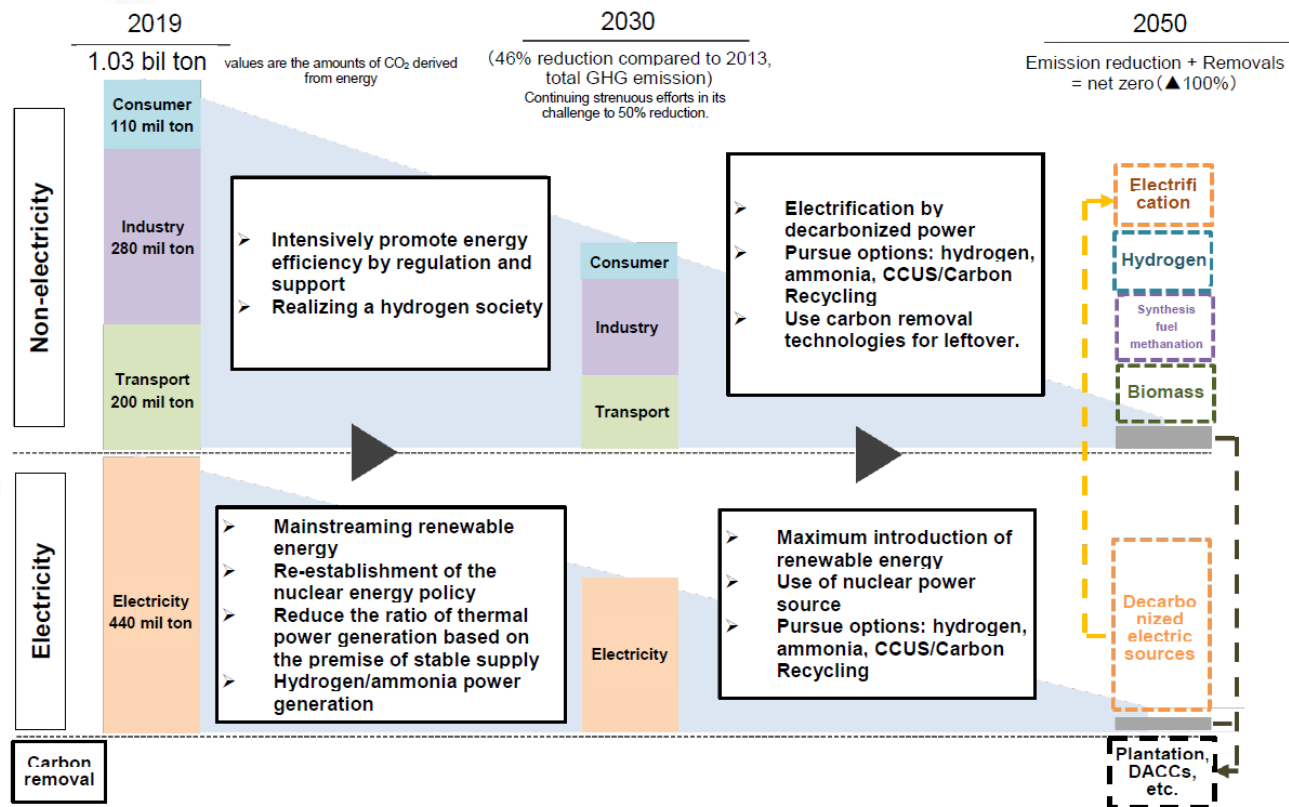 2019
1.03 bil ton
values are the amounts of CO₂ derived
from energy
2030
(46% reduction compared to 2013,
total GHG emission)
Continuing strenuous efforts in its
challenge to 50% reduction.
2050
Emission reduction + Removals
= net zero(▲100%)
Non-electricity
Consumer
110 mil ton
Industry
280 mil ton
Transport
200 mil ton
➢ Intensively promote energy
efficiency by regulation and
support
➢ Realizing a hydrogen society
Consumer
Industry
Transport
➢ Electrification by
decarbonized power
➢ Pursue options: hydrogen,
ammonia, CCUS/Carbon
Recycling
➢ Use carbon removal
technologies for leftover.
Electrifi
cation
Hydrogen
Synthesis
fuel
methanation
Biomass
Electricity
Electricity
440 mil ton
➢ Mainstreaming renewable
energy
➢ Re-establishment of the
nuclear energy policy
➢ Reduce the ratio of thermal
power generation based on
the premise of stable supply
➢ Hydrogen/ammonia power
generation
Electricity
➢ Maximum introduction of
renewable energy
➢ Use of nuclear power
source
➢ Pursue options: hydrogen,
ammonia, CCUS/Carbon
Recycling
Decarbo
nized
electric
sources
Carbon
removal
Plantation,
DACCs,
etc.